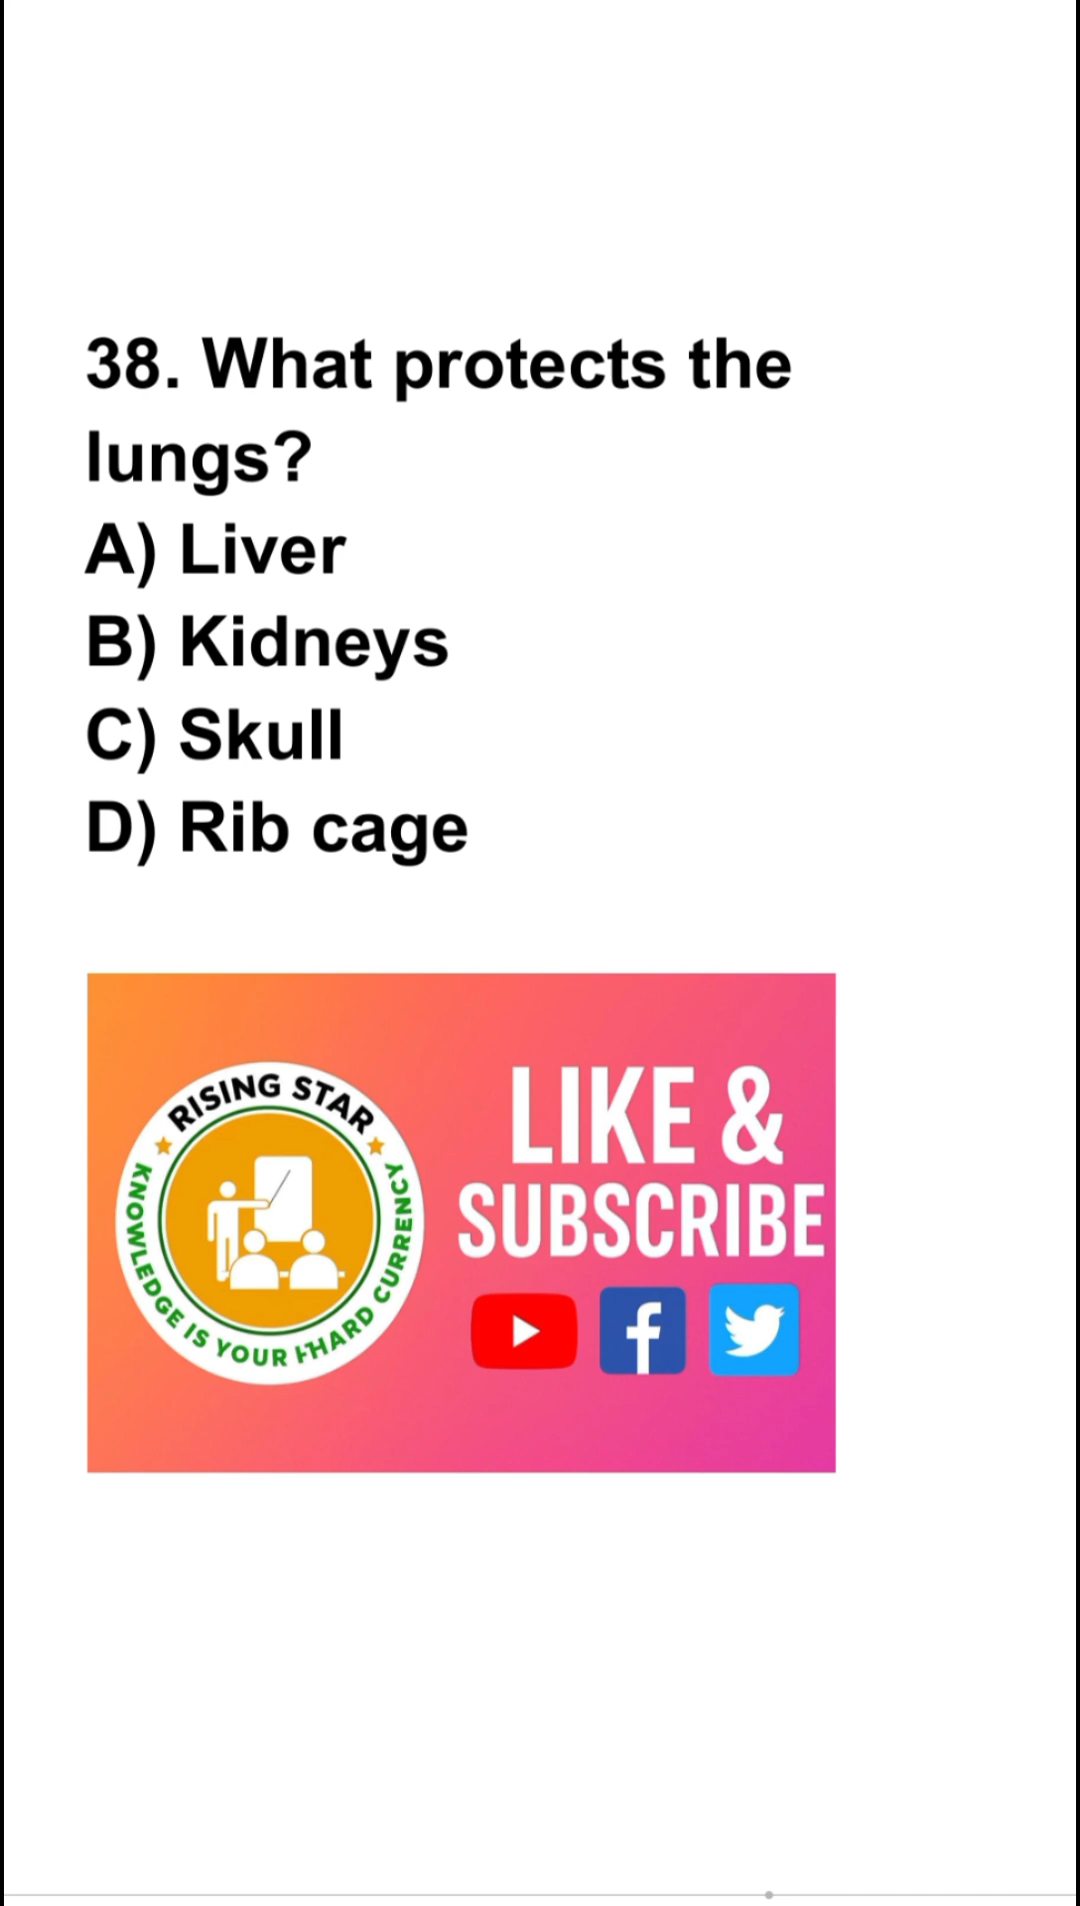 38. What protects the
lungs?
A) Liver
B) Kidneys
C) Skull
D) Rib cage
RISING STAR
KNOWLEDGE IS YOUR HARD CURRENCY
LIKE &
SUBSCRIBE
f